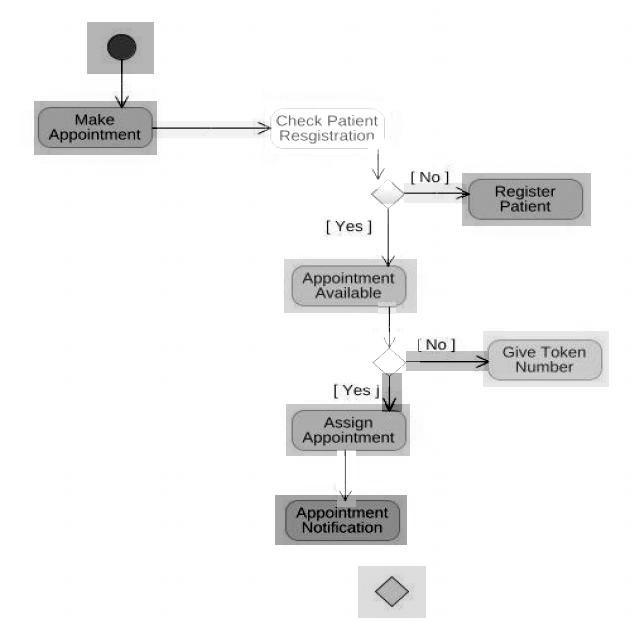 Make
Appointment
Check Patient
Resgistration
[ No ]
Register
Patient
[ Yes ]
Appointment
Available
[ No ]
Give Token
Number
[ Yes j
Assign
Appointment
Appointment
Notification